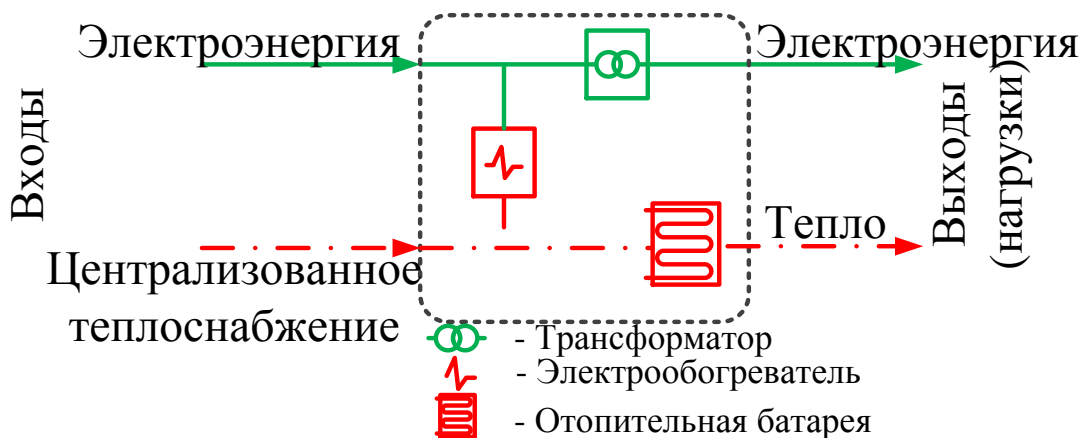 Электроэнергия
Электроэнергия
Входы
Выходы
(нагрузки)
Тепло
Централизованное
теплоснабжение
- Трансформатор
- Электрообогреватель
- Отопительная батарея